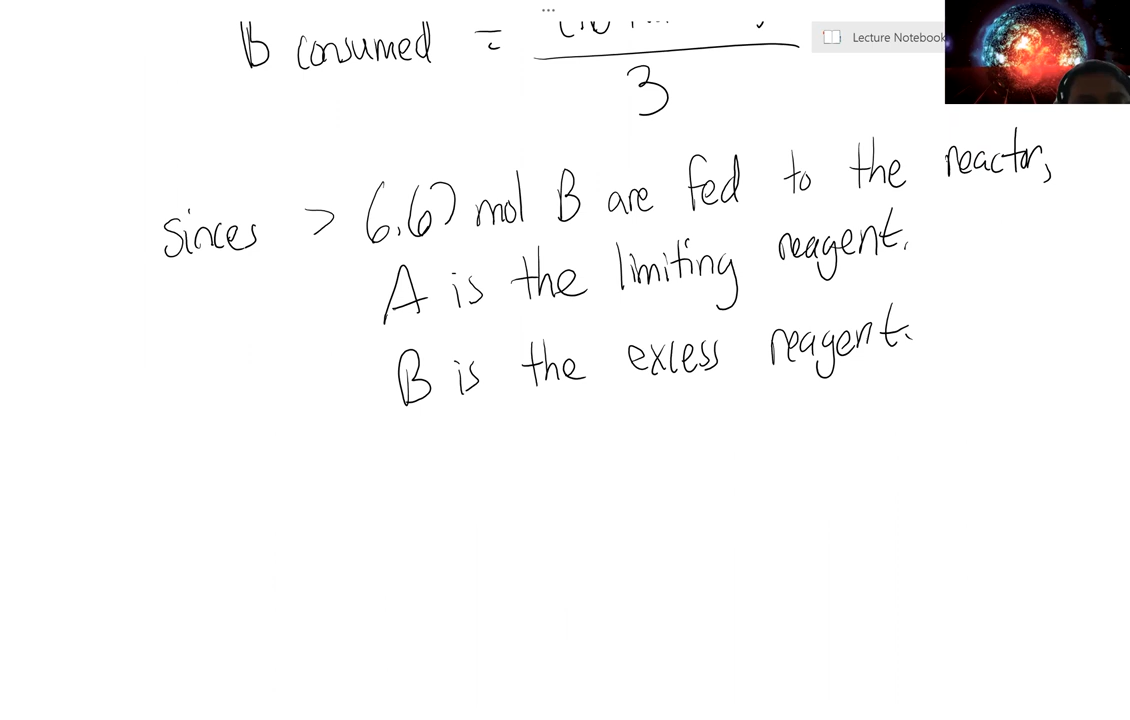 B consumed =
Lecture Notebook
3
sinces > 6.67 mol B are fed to the reactor,
A is the limiting reagent.
B is the excess reagent.